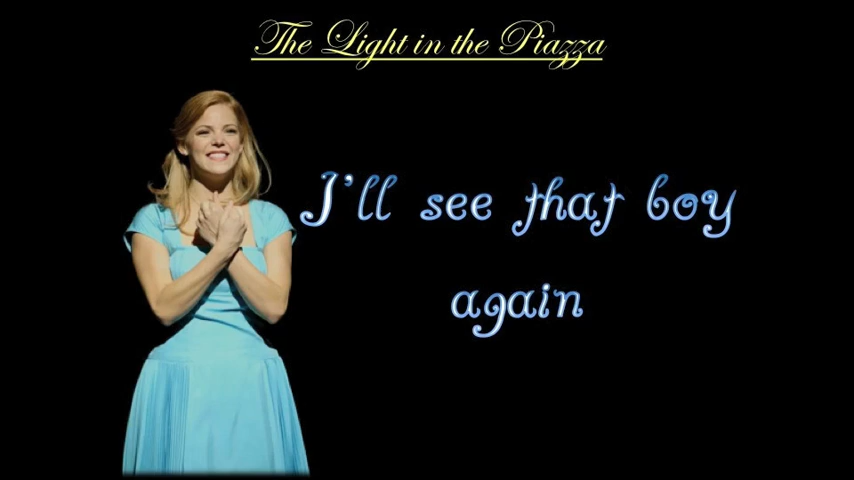 The Light in the Piazza
I'll see that boy
again